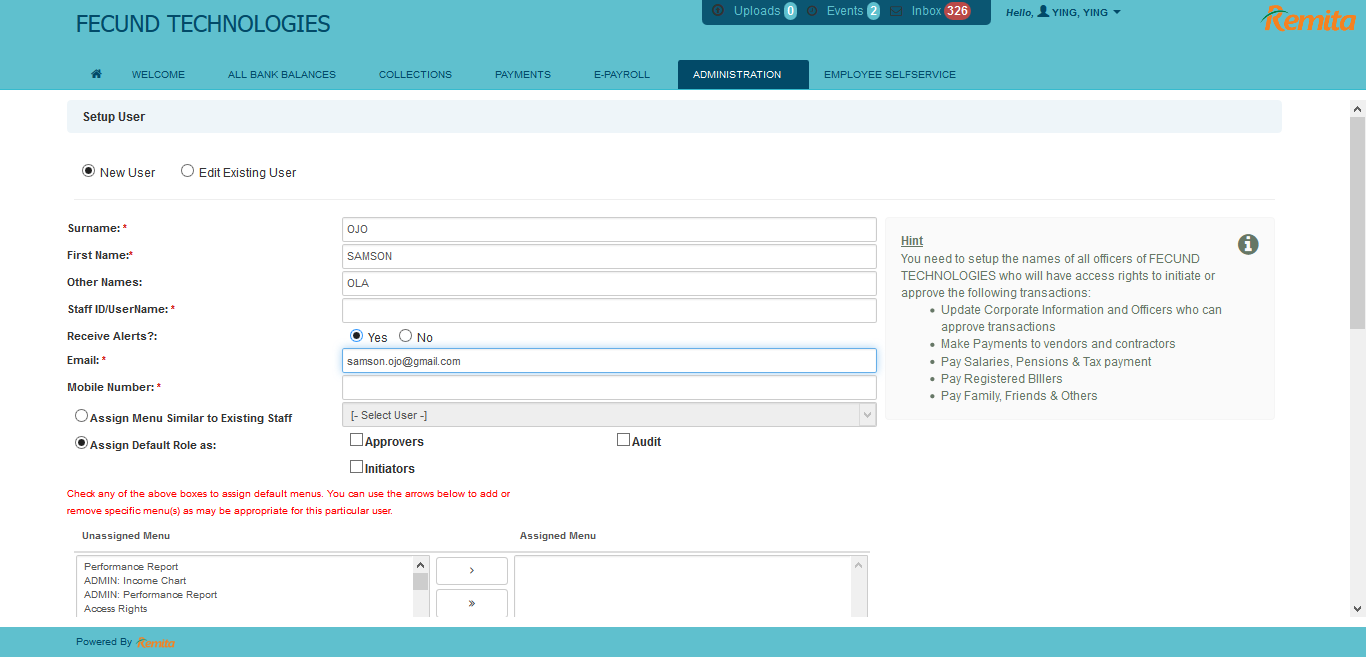 FECUND TECHNOLOGIES
Uploads 0 Events 2 Inbox 326
Hello, YING, YING
Remita
WELCOME ALL BANK BALANCES COLLECTIONS PAYMENTS E-PAYROLL ADMINISTRATION EMPLOYEE SELFSERVICE
Setup User
New User Edit Existing User
Surname: * OJO
First Name:* SAMSON
Other Names: OLA
Staff ID/UserName: *
Receive Alerts?: Yes No
Email: * samson.ojo@gmail.com
Mobile Number: *
Assign Menu Similar to Existing Staff [- Select User -]
Assign Default Role as: Approvers Audit
Initiators
Check any of the above boxes to assign default menus. You can use the arrows below to add or
remove specific menu(s) as may be appropriate for this particular user.
Unassigned Menu Assigned Menu
Performance Report
ADMIN: Income Chart
ADMIN: Performance Report
Access Rights
›
»
Hint
You need to setup the names of all officers of FECUND
TECHNOLOGIES who will have access rights to initiate or
approve the following transactions:
• Update Corporate Information and Officers who can
approve transactions
• Make Payments to vendors and contractors
• Pay Salaries, Pensions & Tax payment
• Pay Registered BIllers
• Pay Family, Friends & Others
Powered By Remita